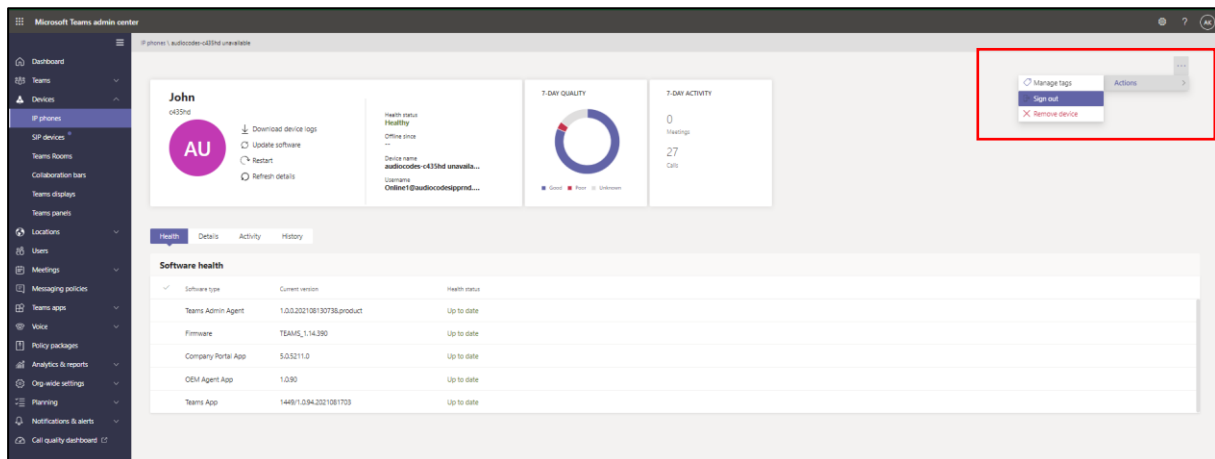 Microsoft Teams admin center
?
AK
IP phones \ audiocodes-c435hd unavailable
Dashboard
Teams
Devices
IP phones
SIP devices
Teams Rooms
Collaboration bars
Teams displays
Teams panels
Locations
Users
Meetings
Messaging policies
Teams apps
Voice
Policy packages
Analytics & reports
Org-wide settings
Planning
Notifications & alerts
Call quality dashboard
John
c435hd
AU
Download device logs
Update software
Restart
Refresh details
Health status
Healthy
Offline since
--
Device name
audiocodes-c435hd unavaila...
Username
Online1@audiocodesipprnd....
7-DAY QUALITY
Good Poor Unknown
7-DAY ACTIVITY
0
Meetings
27
Calls
...
Manage tags Actions
Sign out
Remove device
Health Details Activity History
Software health
Software type Current version Health status
Teams Admin Agent 1.0.0.202108130738.product Up to date
Firmware TEAMS_1.14.390 Up to date
Company Portal App 5.0.5211.0 Up to date
OEM Agent App 1.0.90 Up to date
Teams App 1449/1.0.94.2021081703 Up to date